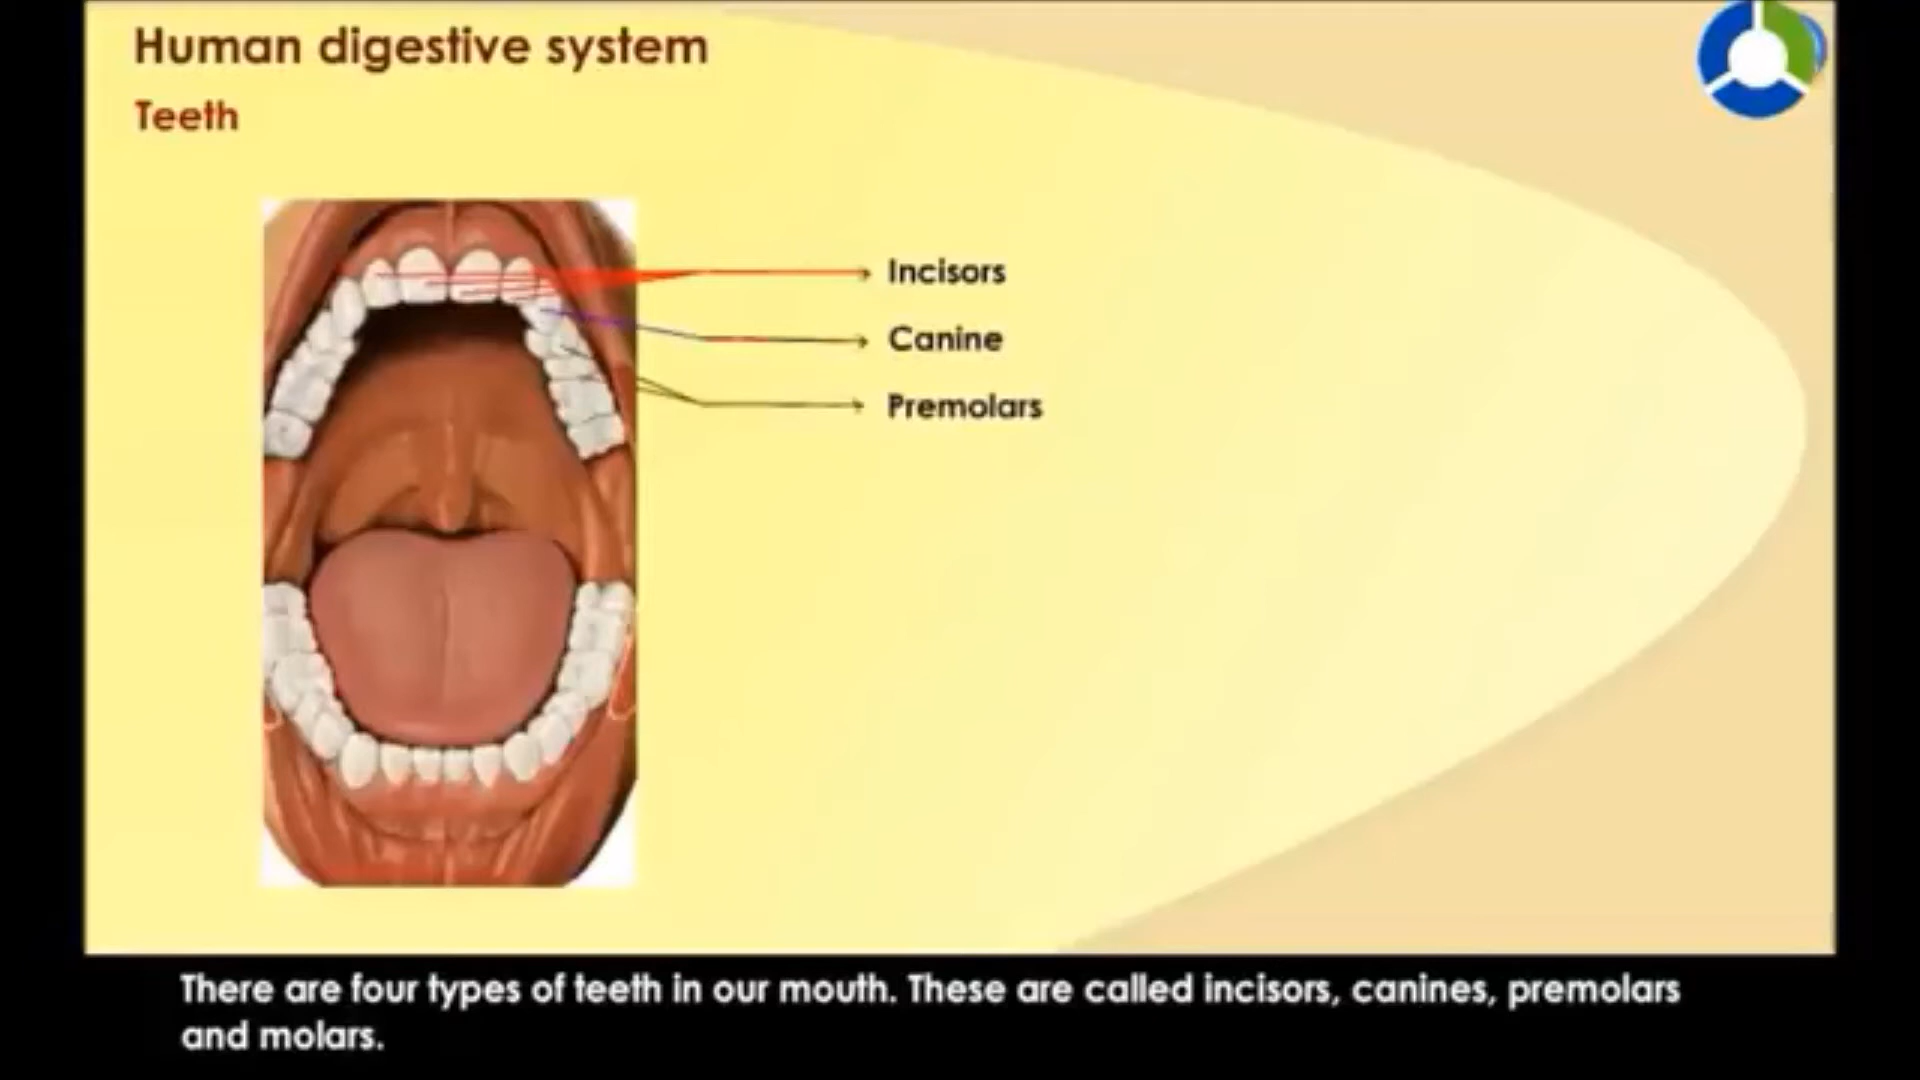 Human digestive system
Teeth
Incisors
Canine
Premolars
There are four types of teeth in our mouth. These are called incisors, canines, premolars
and molars.